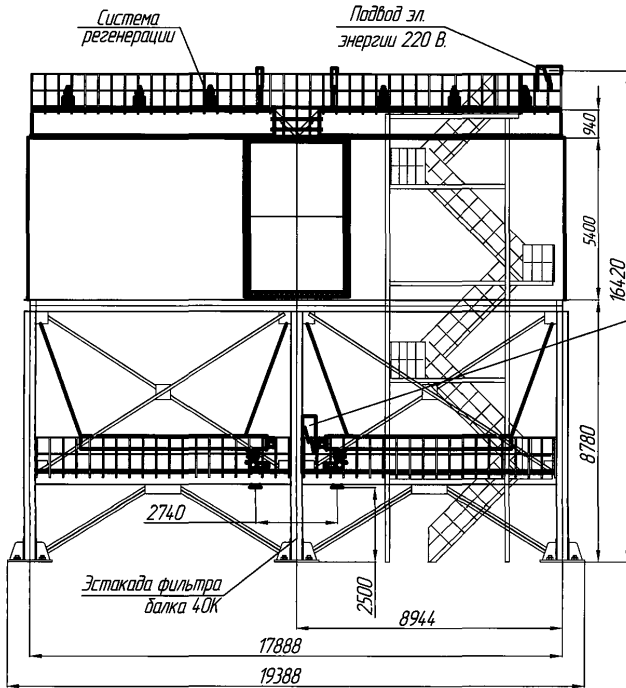 Система
регенерации
Подвод эл.
энергии 220 В.
940
5400
16420
8780
2740
2500
Эстакада фильтра
балка 40К
8944
17888
19388